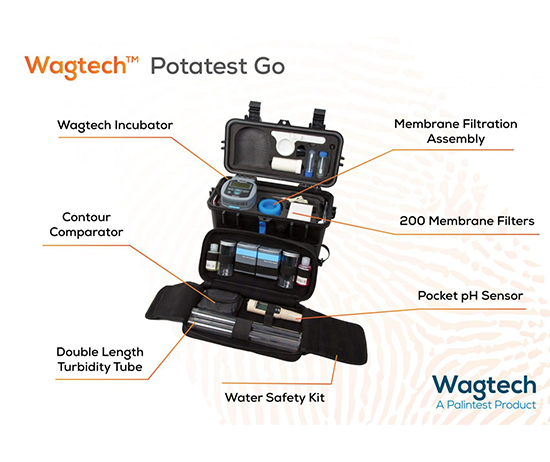 Wagtech™ Potatest Go
Wagtech Incubator
Membrane Filtration
Assembly
Contour
Comparator
200 Membrane Filters
Pocket pH Sensor
Double Length
Turbidity Tube
Water Safety Kit
Wagtech
A Palintest Product